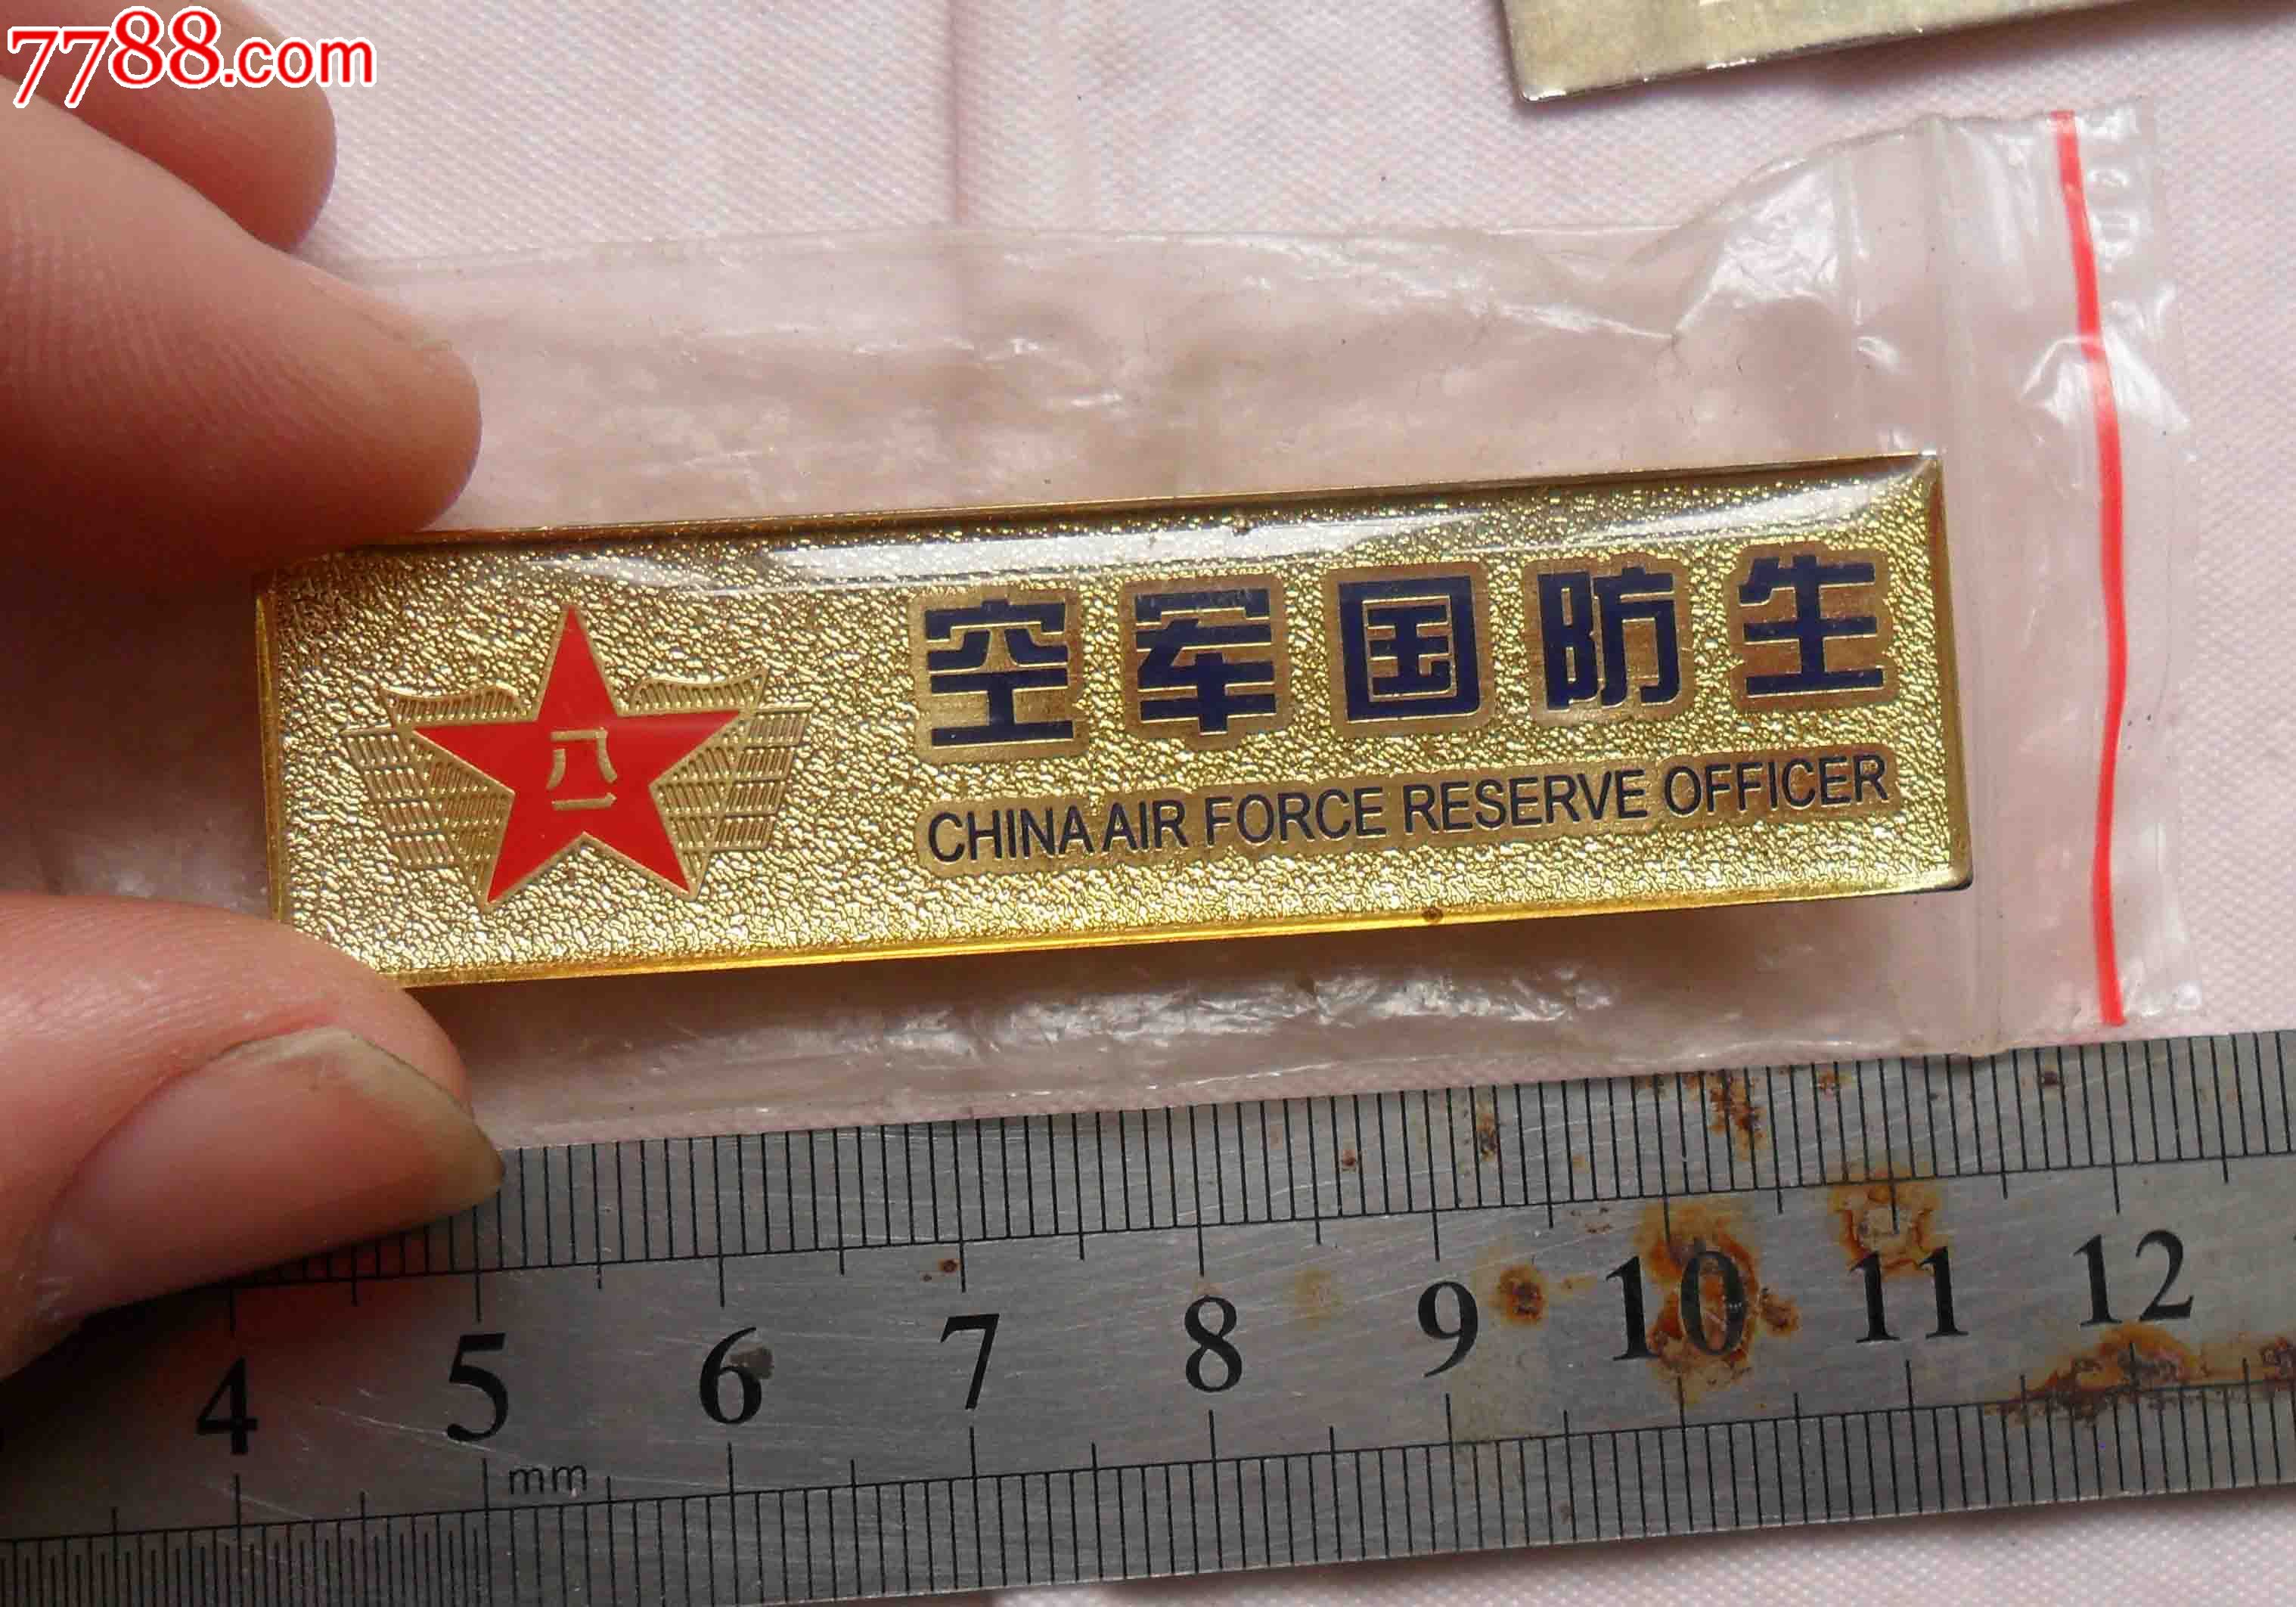 7788.com
空军国防生
八一
CHINA AIR FORCE RESERVE OFFICER
4 5 6 7 8 9 10 11 12
mm